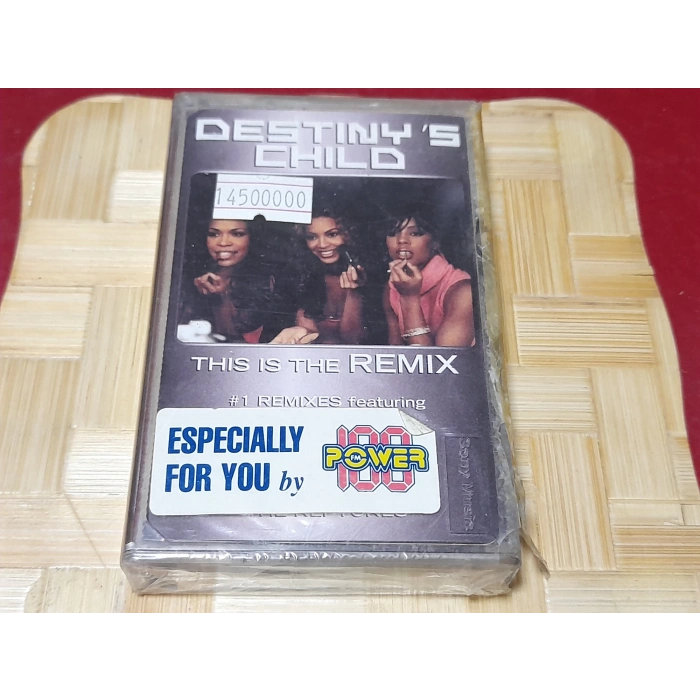 DESTINY'S
CHILD
14500000
THIS IS THE REMIX
#1 REMIXES featuring
ESPECIALLY
FOR YOU by
100
POWER
FM
Sony Music